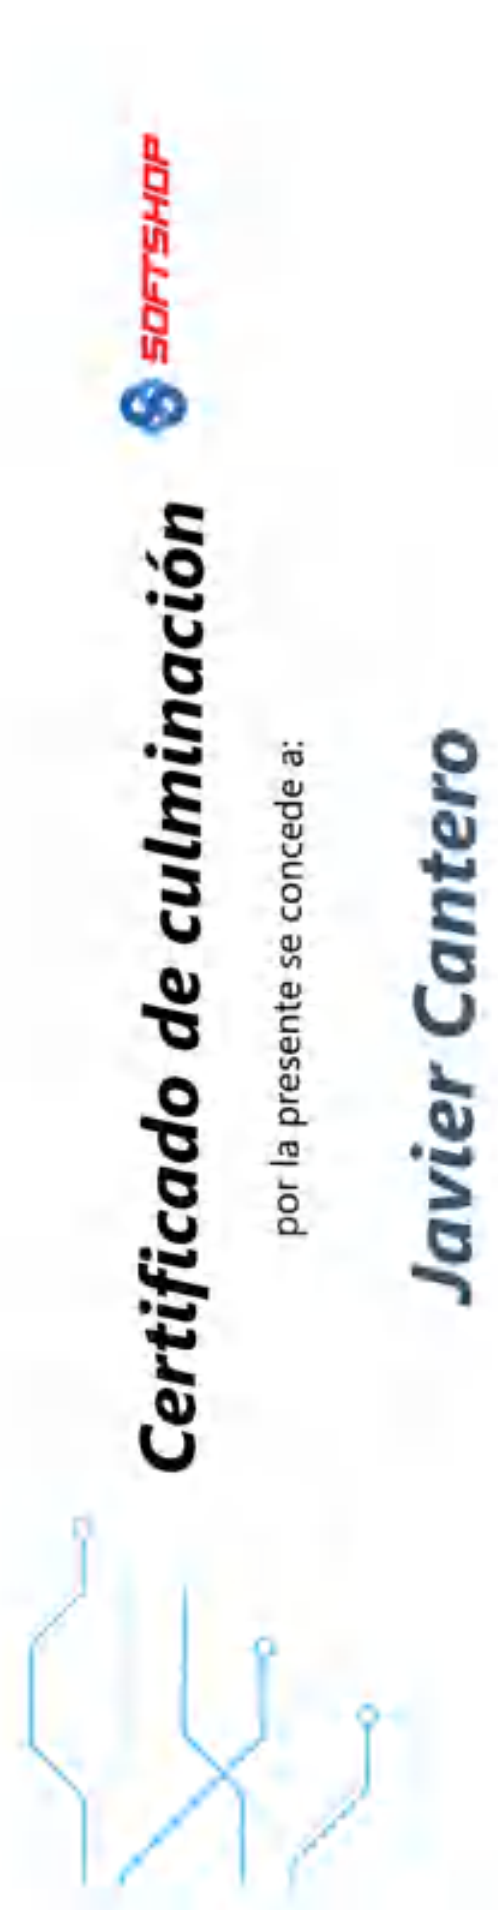 SOFTSHOP
Certificado de culminación
por la presente se concede a:
Javier Cantero